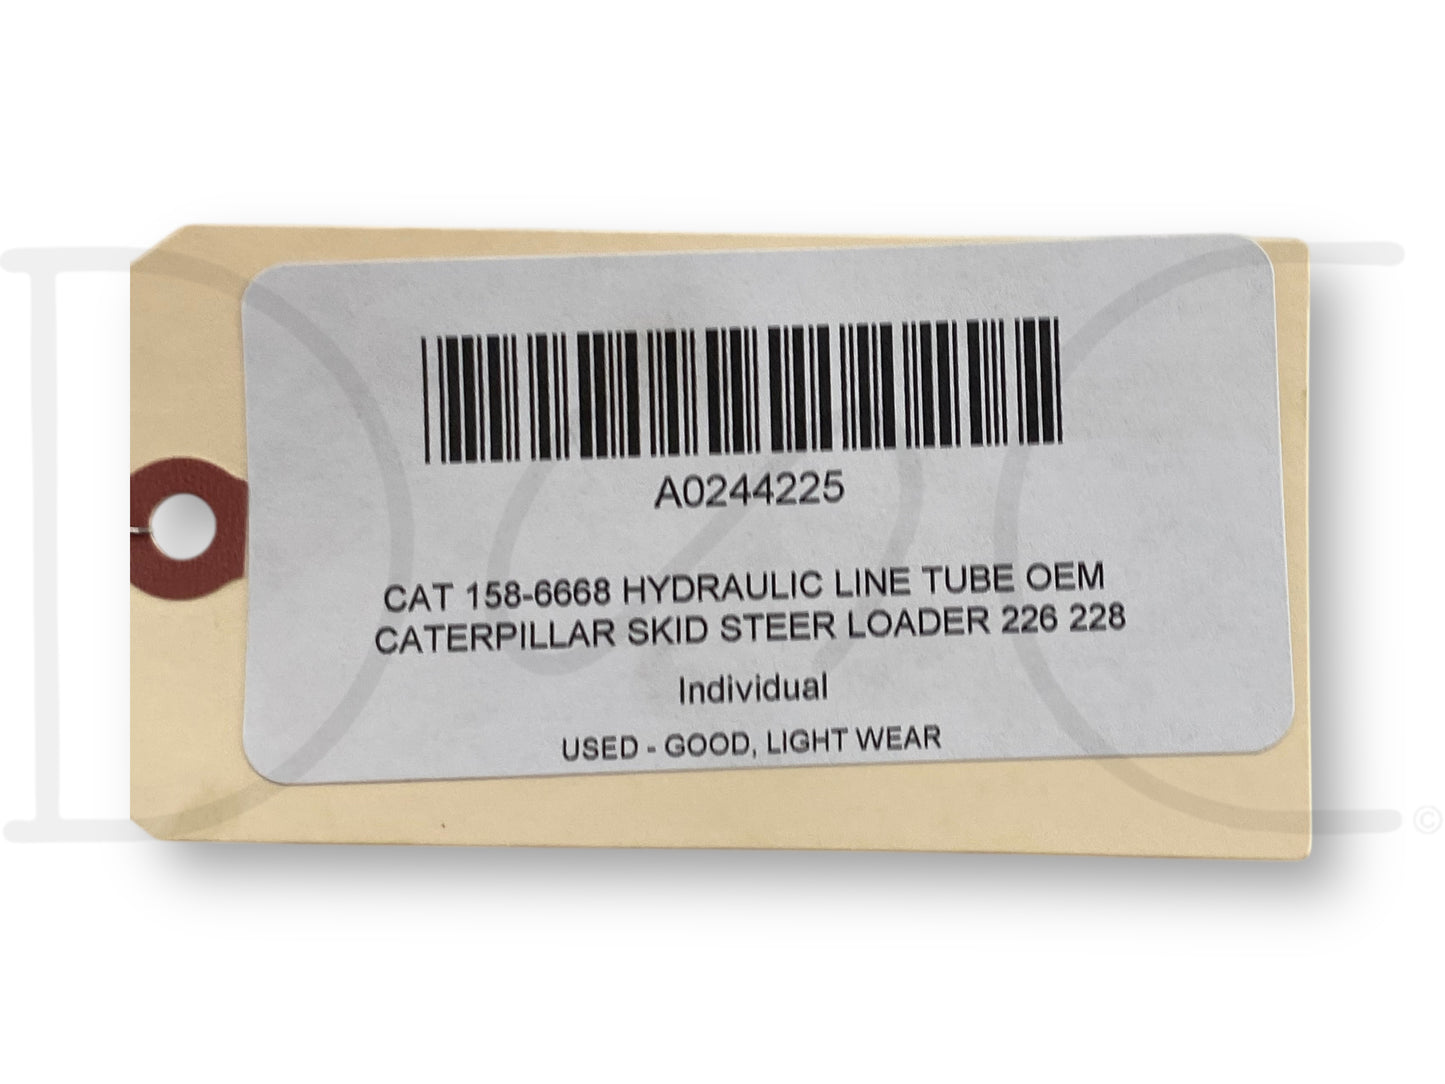 A0244225
CAT 158-6668 HYDRAULIC LINE TUBE OEM
CATERPILLAR SKID STEER LOADER 226 228
Individual
USED - GOOD, LIGHT WEAR
©